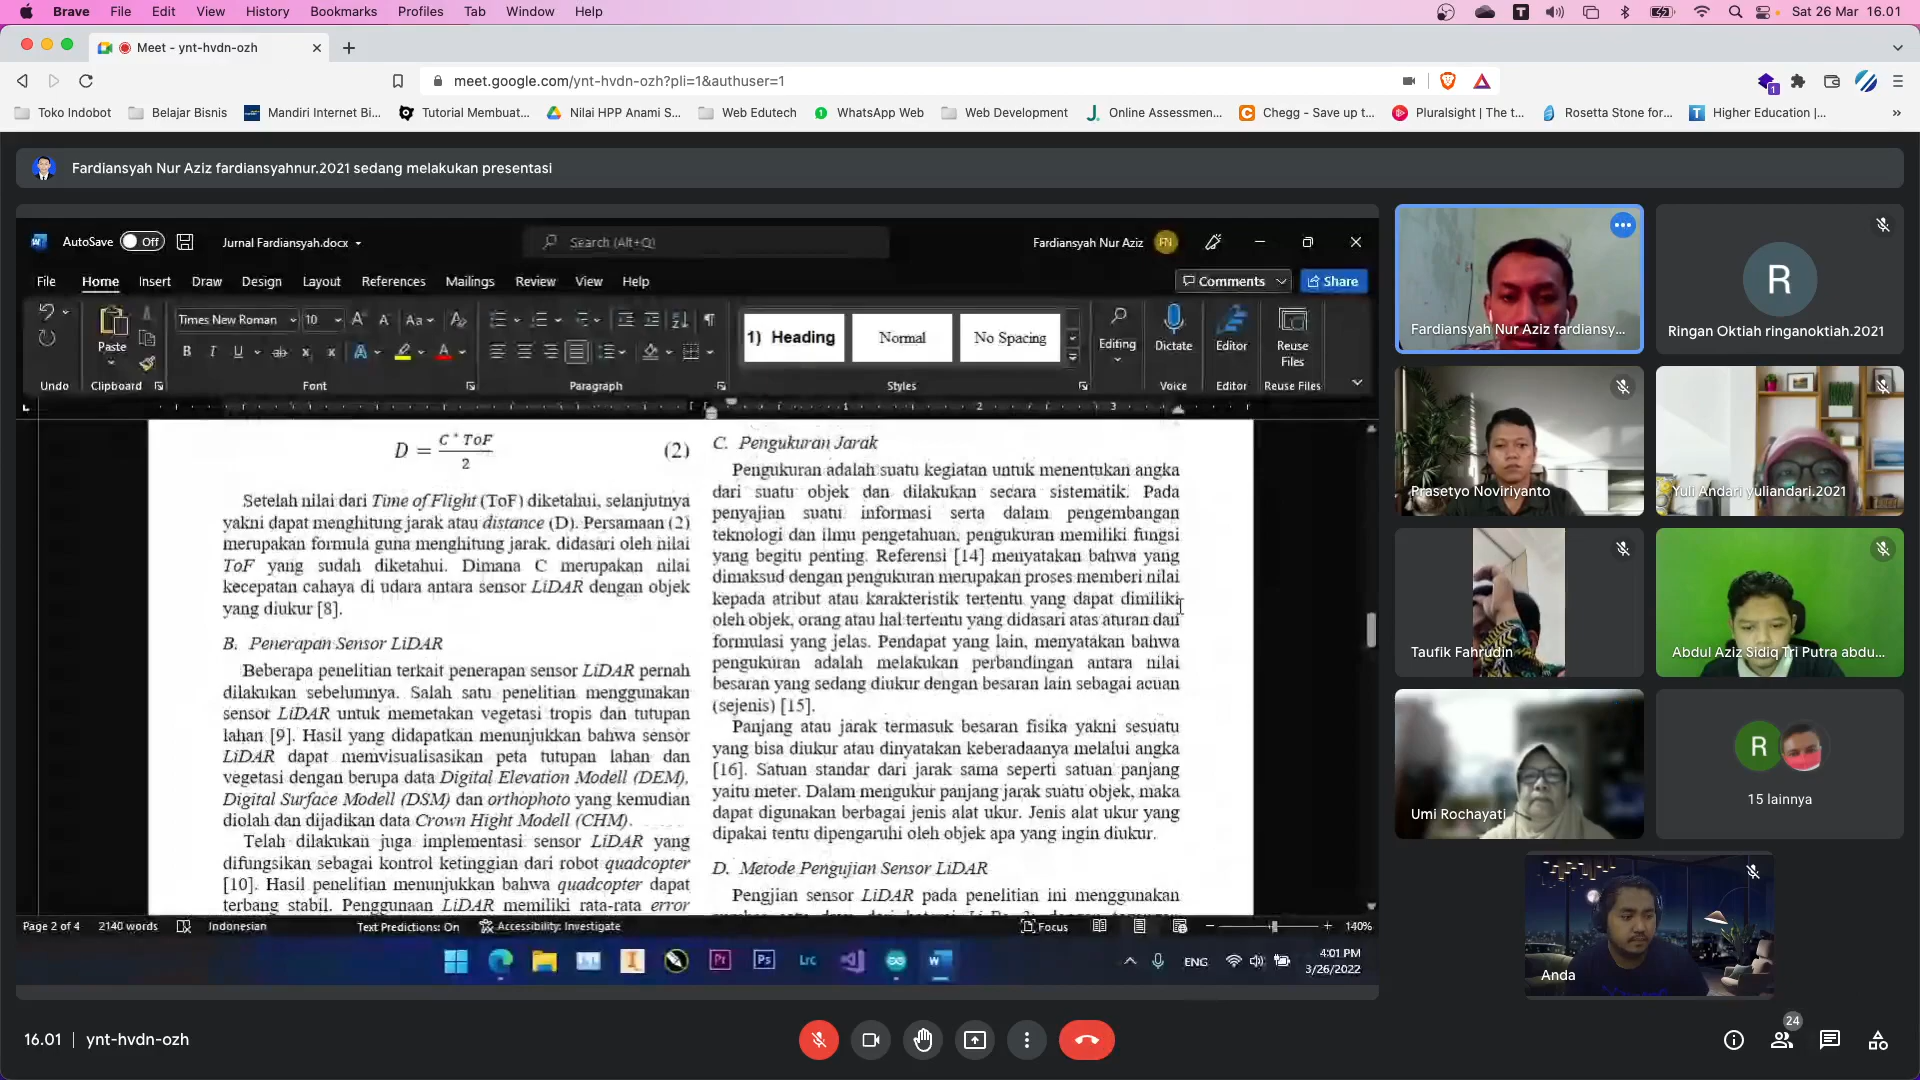 Brave File Edit View History Bookmarks Profiles Tab Window Help
Sat 26 Mar 16.01
Meet - ynt-hvdn-ozh
meet.google.com/ynt-hvdn-ozh?pli=1&authuser=1
1
Toko Indobot Belajar Bisnis Mandiri Internet Bi... Tutorial Membuat... Nilai HPP Anami S... Web Edutech WhatsApp Web Web Development Online Assessmen... Chegg - Save up t... Pluralsight | The t... Rosetta Stone for... Higher Education |...
Fardiansyah Nur Aziz fardiansyahnur.2021 sedang melakukan presentasi
AutoSave Off Jurnal Fardiansyah.docx Search (Alt+Q) Fardiansyah Nur Aziz FN
File Home Insert Draw Design Layout References Mailings Review View Help Comments Share
Times New Roman 10
Paste
1) Heading Normal No Spacing
Editing Dictate Editor Reuse Files
Undo Clipboard Font Paragraph Styles Voice Editor Reuse Files
1 2 3
D = C * ToF / 2 (2)
Setelah nilai dari Time of Flight (ToF) diketahui, selanjutnya
yakni dapat menghitung jarak atau distance (D). Persamaan (2)
merupakan formula guna menghitung jarak. didasari oleh nilai
ToF yang sudah diketahui. Dimana C merupakan nilai
kecepatan cahaya di udara antara sensor LiDAR dengan objek
yang diukur [8].
B. Penerapan Sensor LiDAR
Beberapa penelitian terkait penerapan sensor LiDAR pernah
dilakukan sebelumnya. Salah satu penelitian menggunakan
sensor LiDAR untuk memetakan vegetasi tropis dan tutupan
lahan [9]. Hasil yang didapatkan menunjukkan bahwa sensor
LiDAR dapat memvisualisasikan peta tutupan lahan dan
vegetasi dengan berupa data Digital Elevation Modell (DEM),
Digital Surface Modell (DSM) dan orthophoto yang kemudian
diolah dan dijadikan data Crown Hight Modell (CHM).
Telah dilakukan juga implementasi sensor LiDAR yang
difungsikan sebagai kontrol ketinggian dari robot quadcopter
[10]. Hasil penelitian menunjukkan bahwa quadcopter dapat
terbang stabil. Penggunaan LiDAR memiliki rata-rata error
C. Pengukuran Jarak
Pengukuran adalah suatu kegiatan untuk menentukan angka
dari suatu objek dan dilakukan secara sistematik. Pada
penyajian suatu informasi serta dalam pengembangan
teknologi dan ilmu pengetahuan, pengukuran memiliki fungsi
yang begitu penting. Referensi [14] menyatakan bahwa yang
dimaksud dengan pengukuran merupakan proses memberi nilai
kepada atribut atau karakteristik tertentu yang dapat dimiliki
oleh objek, orang atau hal tertentu yang didasari atas aturan dan
formulasi yang jelas. Pendapat yang lain, menyatakan bahwa
pengukuran adalah melakukan perbandingan antara nilai
besaran yang sedang diukur dengan besaran lain sebagai acuan
(sejenis) [15].
Panjang atau jarak termasuk besaran fisika yakni sesuatu
yang bisa diukur atau dinyatakan keberadaanya melalui angka
[16]. Satuan standar dari jarak sama seperti satuan panjang
yaitu meter. Dalam mengukur panjang jarak suatu objek, maka
dapat digunakan berbagai jenis alat ukur. Jenis alat ukur yang
dipakai tentu dipengaruhi oleh objek apa yang ingin diukur.
D. Metode Pengujian Sensor LiDAR
Pengjian sensor LiDAR pada penelitian ini menggunakan
Page 2 of 4 2140 words Indonesian Text Predictions: On Accessibility: Investigate Focus 140%
ENG 4:01 PM
3/26/2022
Fardiansyah Nur Aziz fardiansy...
R
Ringan Oktiah ringanoktiah.2021
Prasetyo Noviriyanto
Yuli Andari yuliandari.2021
Taufik Fahrudin
Abdul Aziz Sidiq Tri Putra abdu...
Umi Rochayati
R
15 lainnya
Anda
16.01 | ynt-hvdn-ozh
24